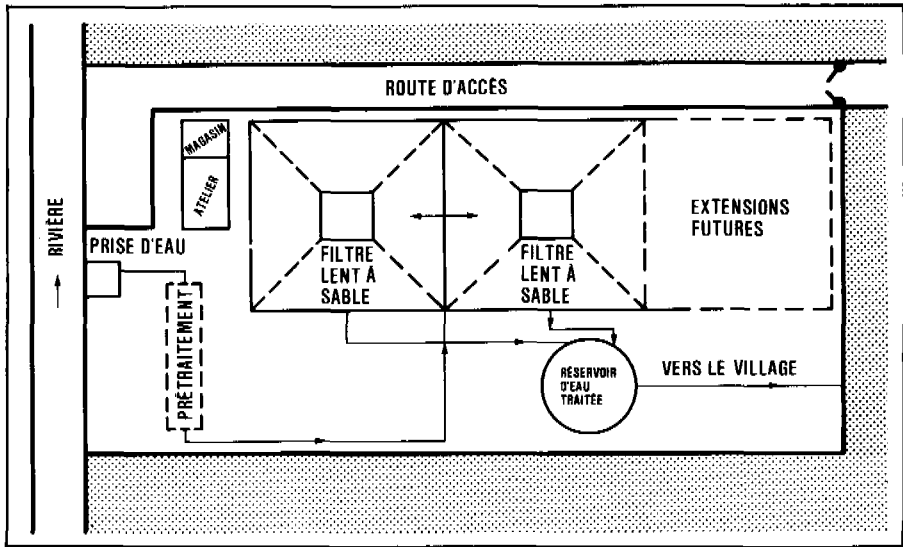 ROUTE D'ACCÈS
MAGASIN
ATELIER
RIVIÈRE
PRISE D'EAU
PRÉTRAITEMENT
FILTRE
LENT À
SABLE
FILTRE
LENT À
SABLE
EXTENSIONS
FUTURES
RÉSERVOIR
D'EAU
TRAITÉE
VERS LE VILLAGE